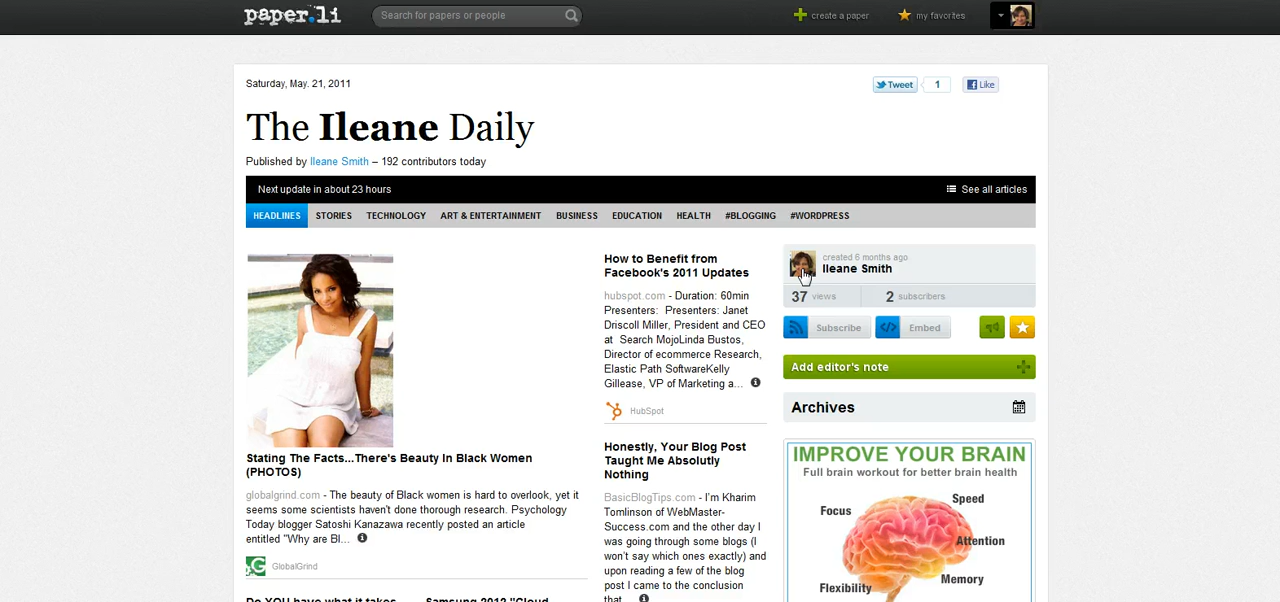 paper.li
Search for papers or people
create a paper
my favorites
Saturday, May. 21, 2011
Tweet
1
Like
The Ileane Daily
Published by Ileane Smith – 192 contributors today
Next update in about 23 hours
See all articles
HEADLINES
STORIES
TECHNOLOGY
ART & ENTERTAINMENT
BUSINESS
EDUCATION
HEALTH
#BLOGGING
#WORDPRESS
Stating The Facts...There's Beauty In Black Women
(PHOTOS)
globalgrind.com - The beauty of Black women is hard to overlook, yet it
seems some scientists haven't done thorough research. Psychology
Today blogger Satoshi Kanazawa recently posted an article
entitled "Why are Bl...
GlobalGrind
Do YOU have what it takes
Samsung 2012 "Cloud
How to Benefit from
Facebook's 2011 Updates
hubspot.com - Duration: 60min
Presenters: Presenters: Janet
Driscoll Miller, President and CEO
at Search MojoLinda Bustos,
Director of ecommerce Research,
Elastic Path SoftwareKelly
Gillease, VP of Marketing a...
HubSpot
Honestly, Your Blog Post
Taught Me Absolutly
Nothing
BasicBlogTips.com - I'm Kharim
Tomlinson of WebMaster-
Success.com and the other day I
was going through some blogs (I
won't say which ones exactly) and
upon reading a few of the blog
post I came to the conclusion
that...
created 6 months ago
Ileane Smith
37 views
2 subscribers
Subscribe
Embed
Add editor's note
Archives
IMPROVE YOUR BRAIN
Full brain workout for better brain health
Speed
Focus
Attention
Memory
Flexibility